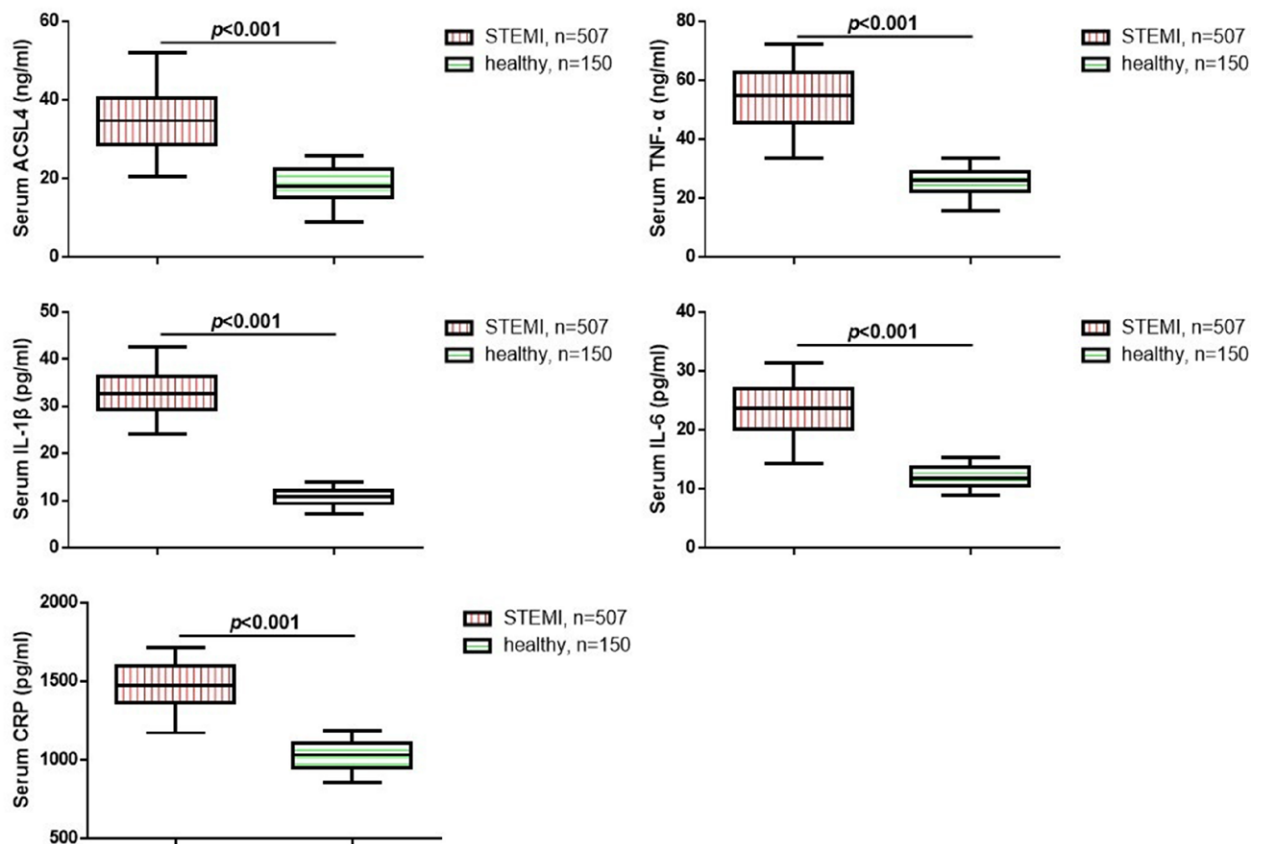 60
40
20
0
Serum ACSL4 (ng/ml)
p<0.001
STEMI, n=507
healthy, n=150
80
60
40
20
0
Serum TNF- α (ng/ml)
p<0.001
STEMI, n=507
healthy, n=150
50
40
30
20
10
0
Serum IL-1β (pg/ml)
p<0.001
STEMI, n=507
healthy, n=150
40
30
20
10
0
Serum IL-6 (pg/ml)
p<0.001
STEMI, n=507
healthy, n=150
2000
1500
1000
500
Serum CRP (pg/ml)
p<0.001
STEMI, n=507
healthy, n=150